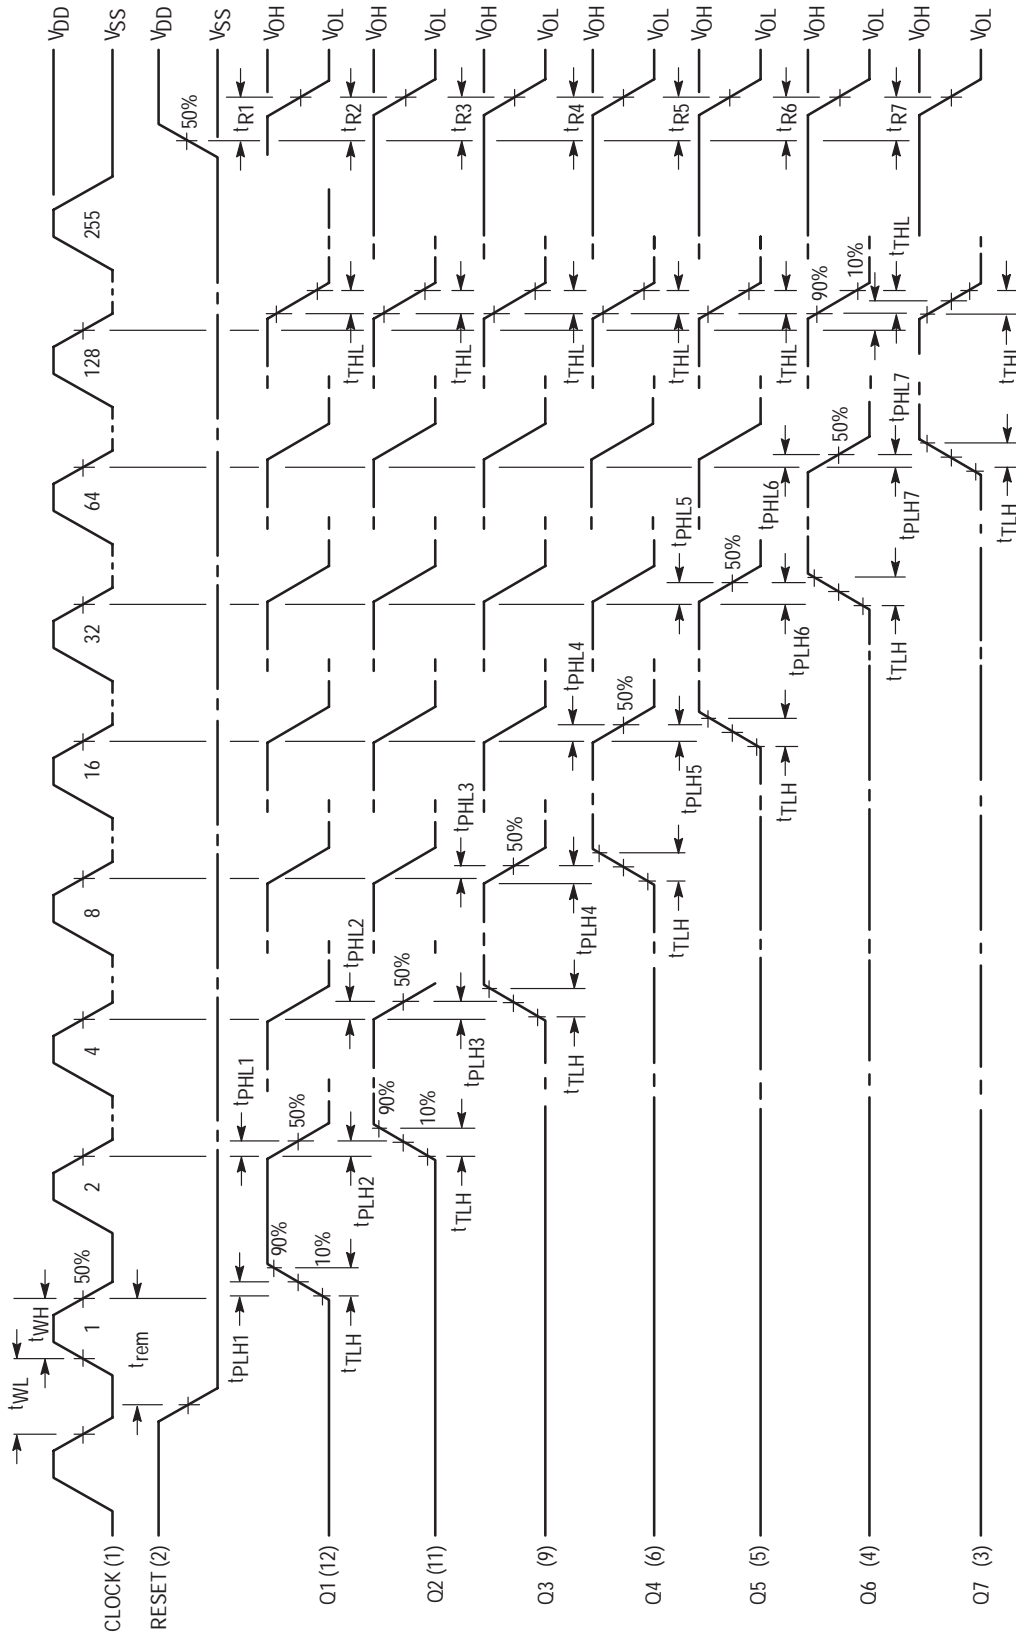 CLOCK (1)
tWL
tWH
50%
1
2
4
8
16
32
64
128
255
VDD
VSS
RESET (2)
trem
50%
VDD
VSS
Q1 (12)
tPLH1
90%
10%
tTLH
tPHL1
50%
tR1
VOH
VOL
Q2 (11)
tPLH2
90%
10%
tTLH
tPHL2
50%
tTHL
tR2
VOH
VOL
Q3 (9)
tPLH3
tTLH
tPHL3
50%
tTHL
tR3
VOH
VOL
Q4 (6)
tPLH4
tTLH
tPHL4
50%
tTHL
tR4
VOH
VOL
Q5 (5)
tPLH5
tTLH
tPHL5
50%
tTHL
tR5
VOH
VOL
Q6 (4)
tPLH6
tTLH
tPHL6
50%
tTHL
90%
10%
tR6
VOH
VOL
Q7 (3)
tPLH7
tTLH
tPHL7
tTHL
tTHL
tR7
VOH
VOL